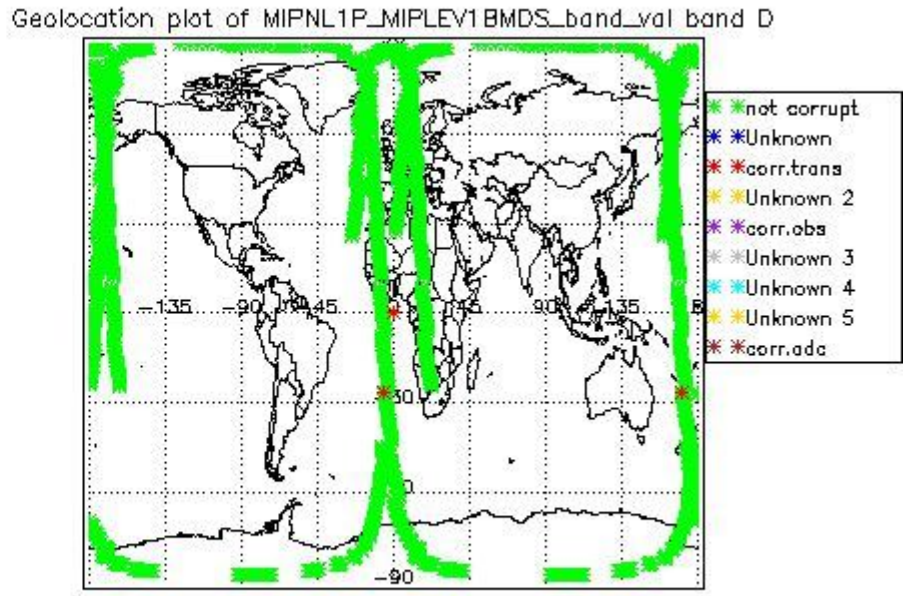 Geolocation plot of MIPNL1P_MIPLEV1BMDS_band_val band D
not corrupt
Unknown
corr.trans
Unknown 2
corr.obs
Unknown 3
Unknown 4
Unknown 5
corr.adc
-135 -90 -45 45 90 135
-90